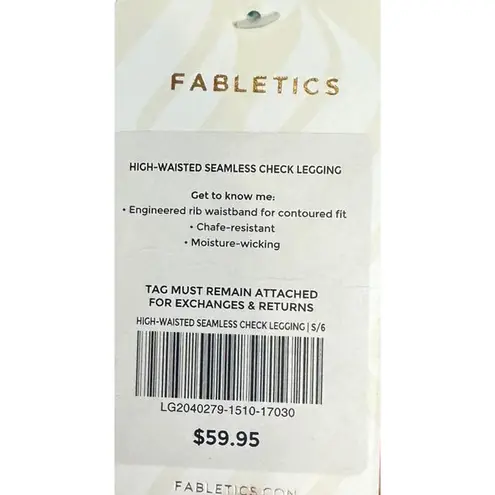 FABLETICS
HIGH-WAISTED SEAMLESS CHECK LEGGING
Get to know me:
• Engineered rib waistband for contoured fit
• Chafe-resistant
• Moisture-wicking
TAG MUST REMAIN ATTACHED
FOR EXCHANGES & RETURNS
HIGH-WAISTED SEAMLESS CHECK LEGGING | S/6
LG2040279-1510-17030
$59.95
FABLETICS.COM